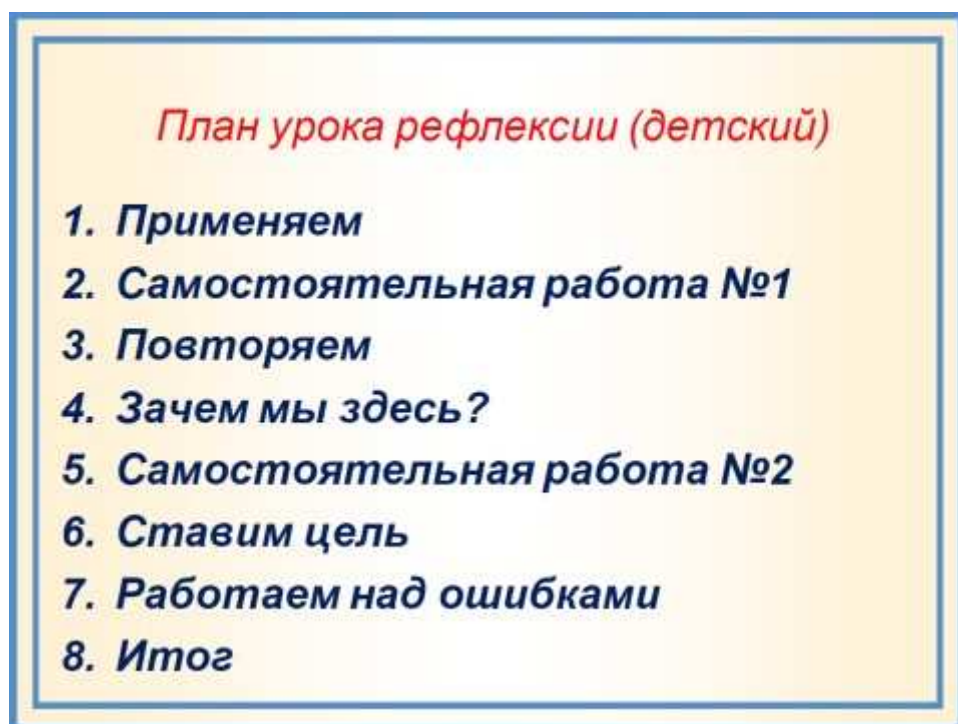 План урока рефлексии (детский)
1. Применяем
2. Самостоятельная работа №1
3. Повторяем
4. Зачем мы здесь?
5. Самостоятельная работа №2
6. Ставим цель
7. Работаем над ошибками
8. Итог